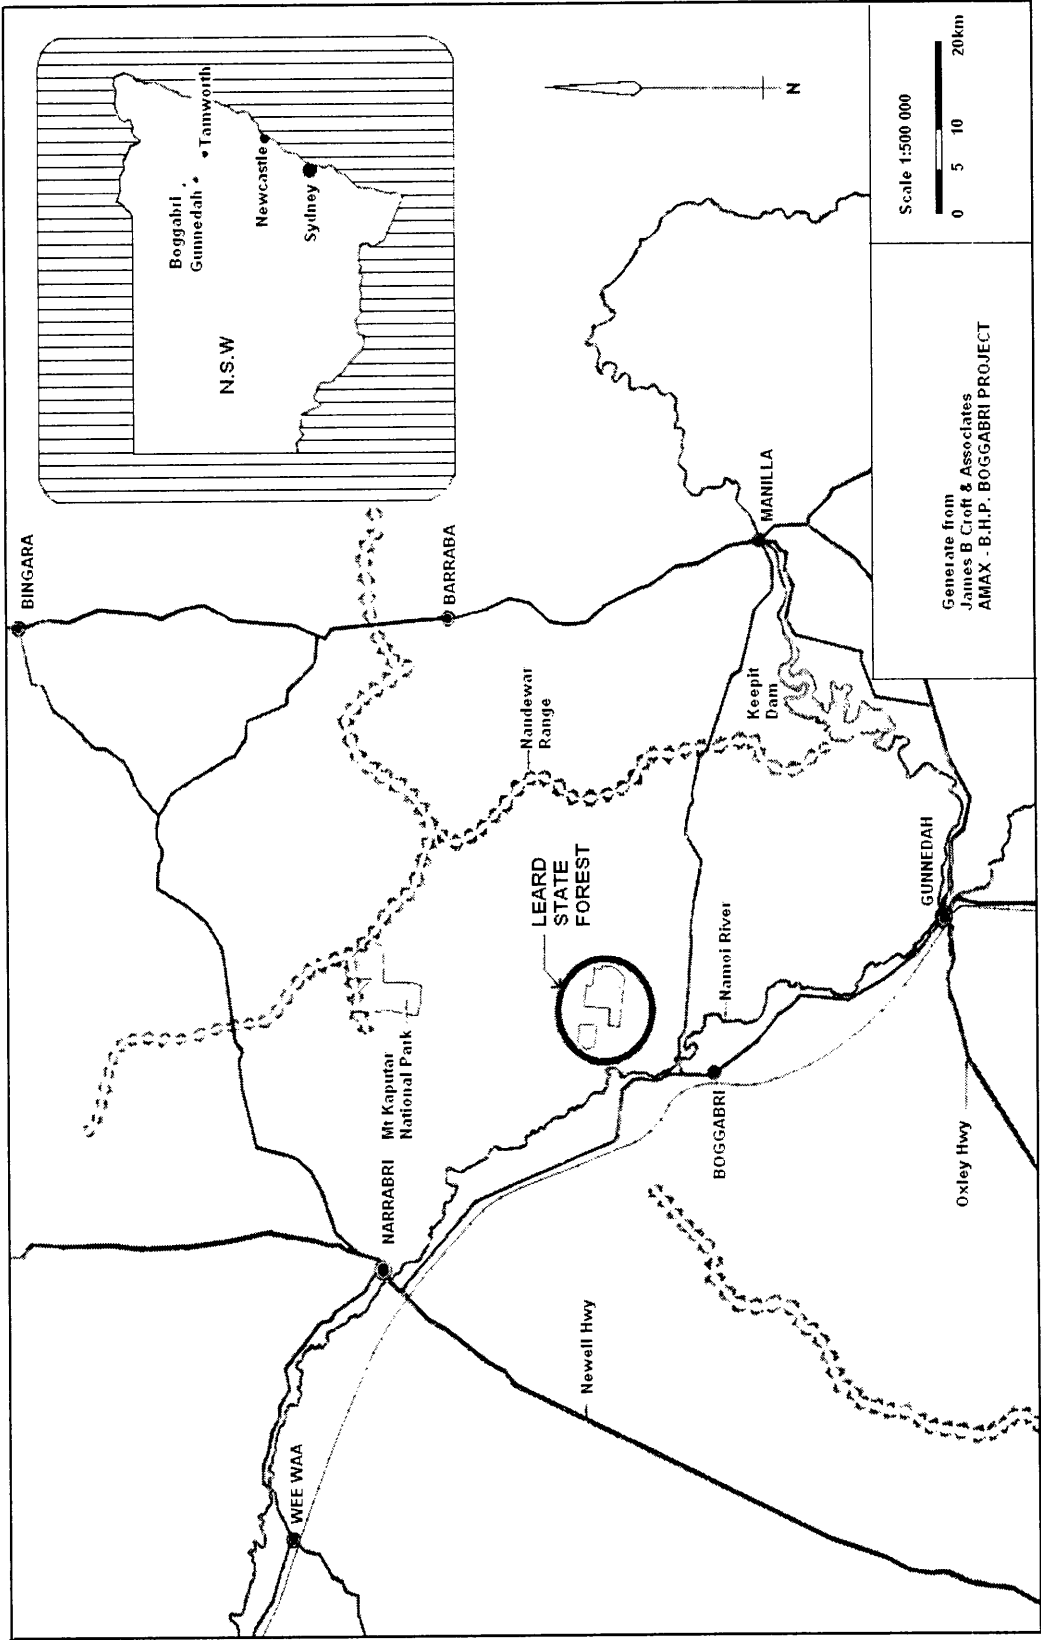 Boggabri
Gunnedah
Tamworth
Newcastle
Sydney
N.S.W
N
BINGARA
BARRABA
MANILLA
Nandewar
Range
Keepit
Dam
Mt Kaputar
National Park
LEARD
STATE
FOREST
NARRABRI
WEE WAA
Namoi River
GUNNEDAH
BOGGABRI
Newell Hwy
Oxley Hwy
Generate from
James B Croft & Associates
AMAX - B.H.P. BOGGABRI PROJECT
Scale 1:500 000
0 5 10 20km